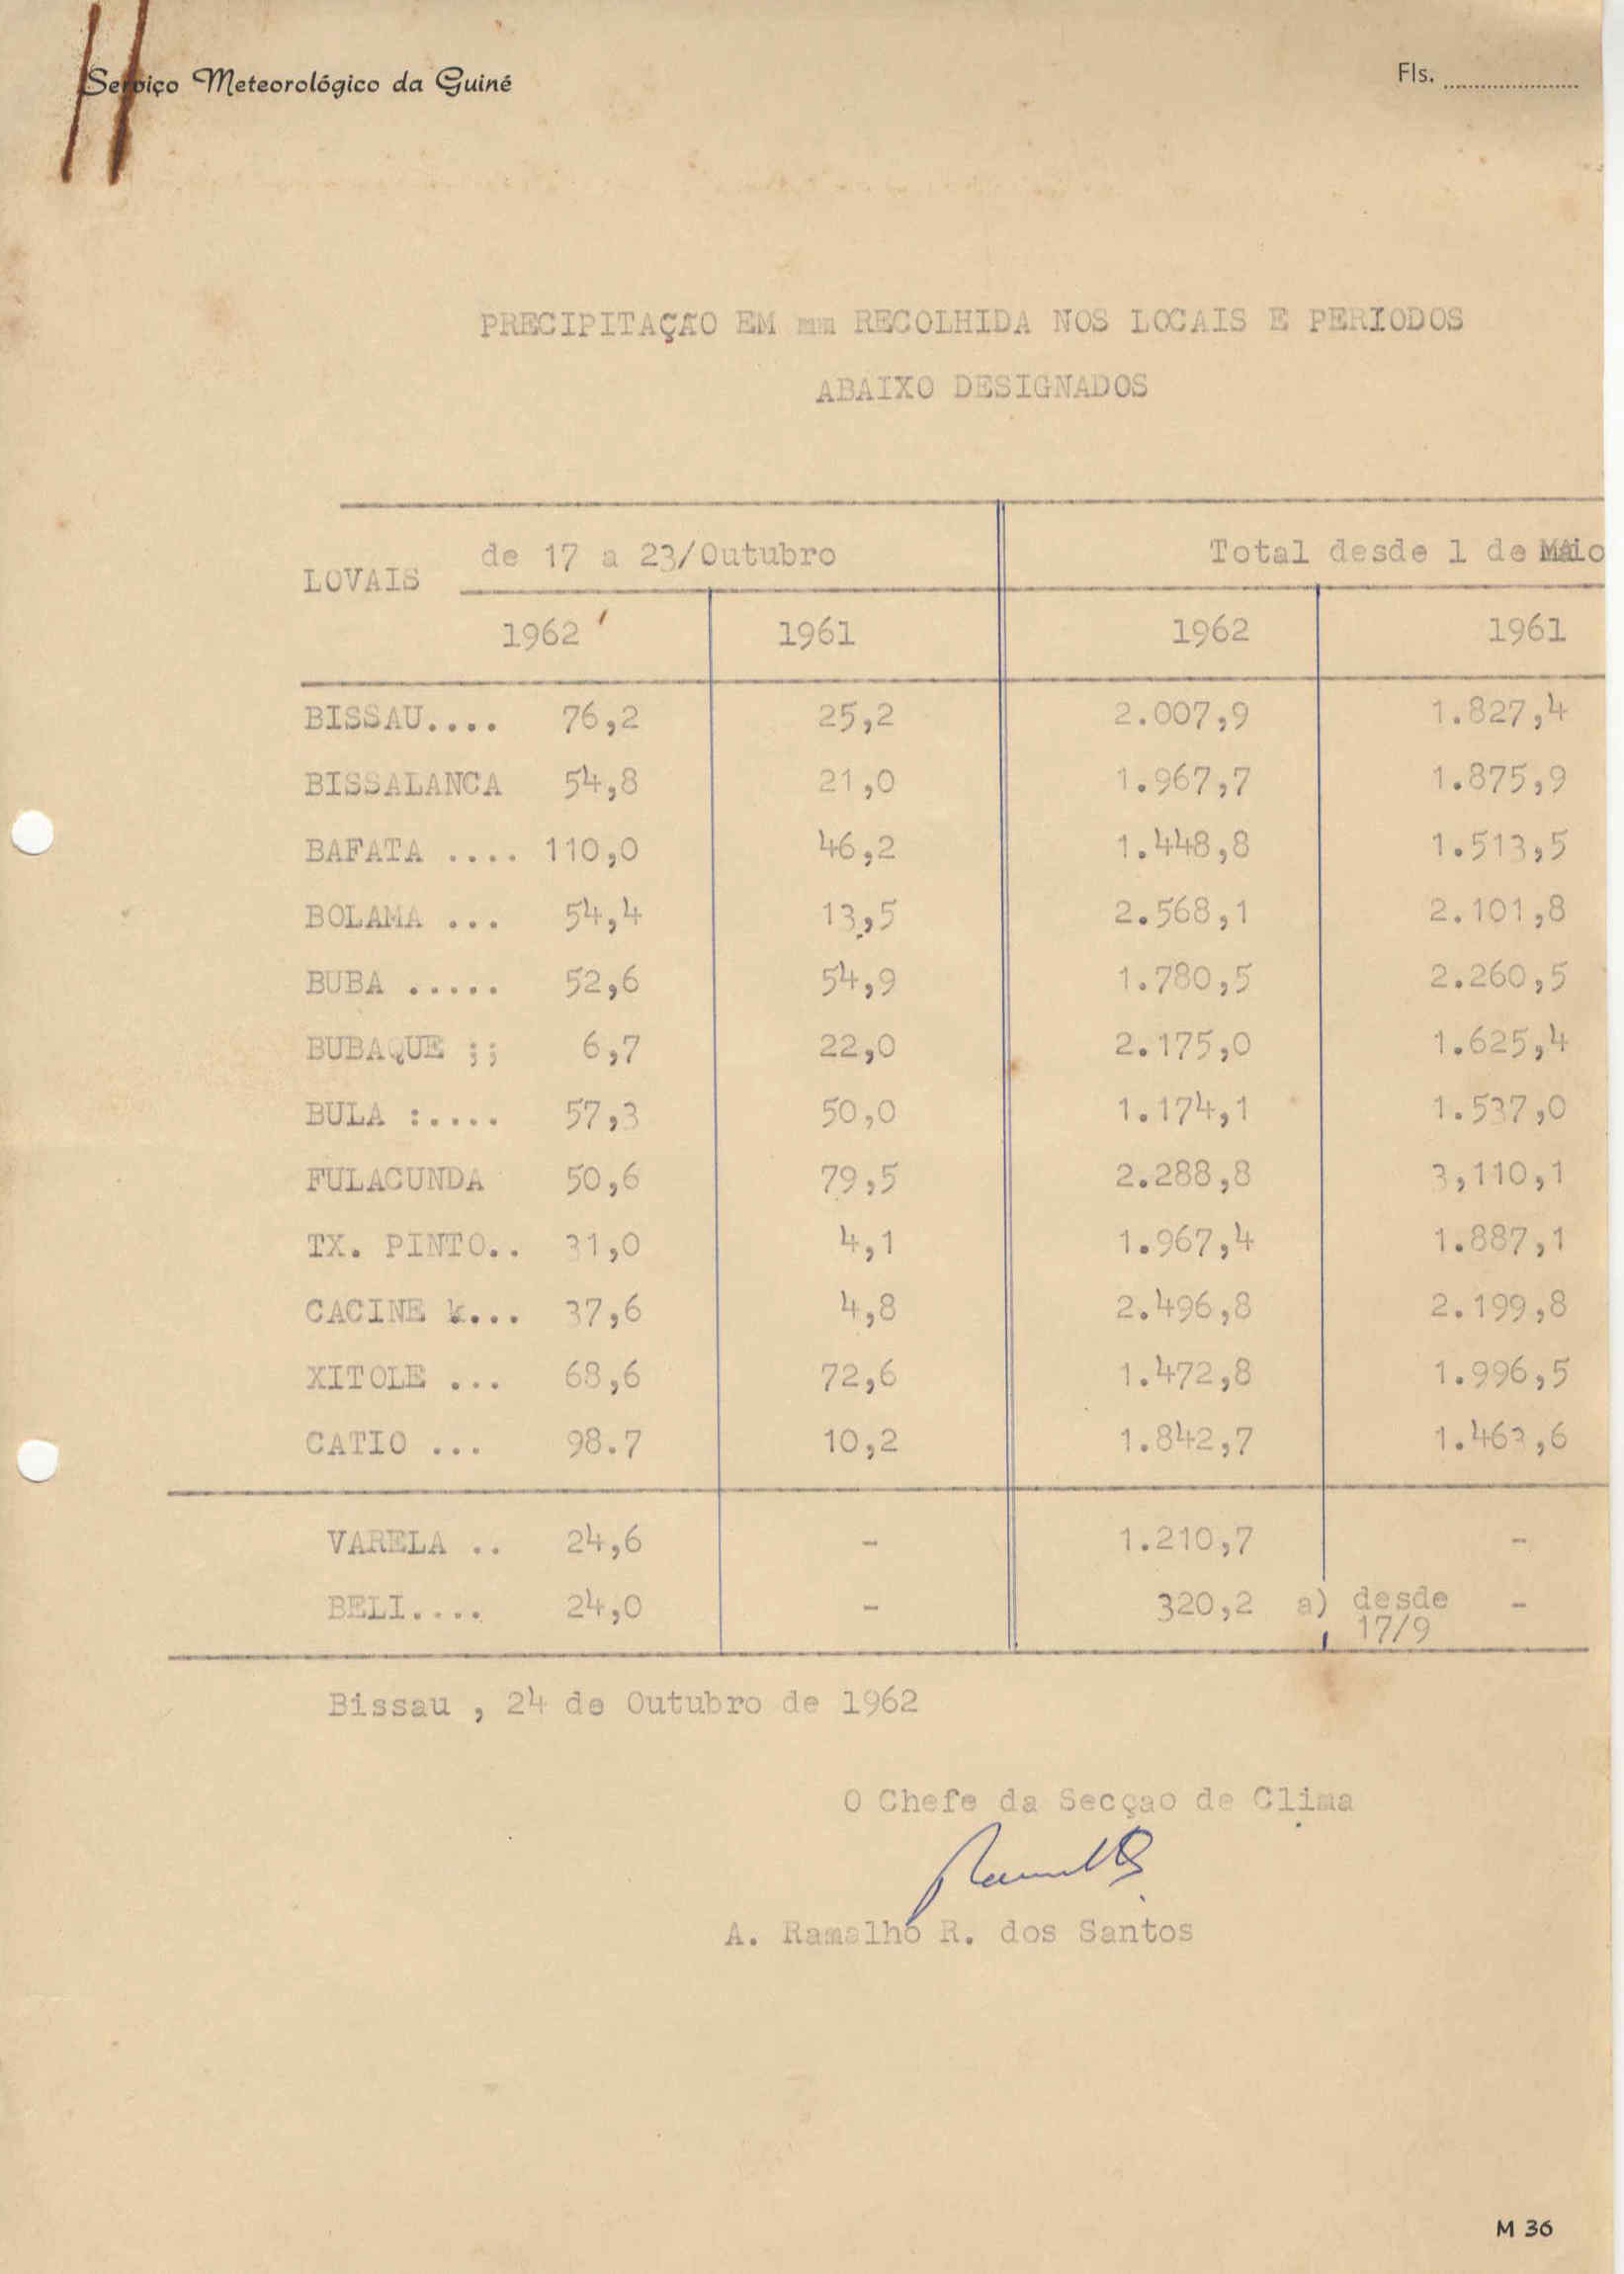 Serviço Meteorológico da Guiné
Fls. ......................
PRECIPITAÇÃO EM mm RECOLHIDA NOS LOCAIS E PERIODOS
ABAIXO DESIGNADOS
LOVAIS de 17 a 23/Outubro Total desde 1 de Maio
1962 1961 1962 1961
BISSAU.... 76,2 25,2 2.007,9 1.827,4
BISSALANCA 54,8 21,0 1.967,7 1.875,9
BAFATA .... 110,0 46,2 1.448,8 1.513,5
BOLAMA ... 54,4 13,5 2.568,1 2.101,8
BUBA ..... 52,6 54,9 1.780,5 2.260,5
BUBAQUE ;; 6,7 22,0 2.175,0 1.625,4
BULA :.... 57,3 50,0 1.174,1 1.537,0
FULACUNDA 50,6 79,5 2.288,8 3,110,1
TX. PINTO.. 31,0 4,1 1.967,4 1.887,1
CACINE k... 37,6 4,8 2.496,8 2.199,8
XITOLE ... 68,6 72,6 1.472,8 1.996,5
CATIO ... 98.7 10,2 1.842,7 1.463,6
VARELA .. 24,6 - 1.210,7 -
BELI.... 24,0 - 320,2 a) desde -
17/9
Bissau , 24 de Outubro de 1962
O Chefe da Secçao de Clima
A. Ramalho R. dos Santos
M 36